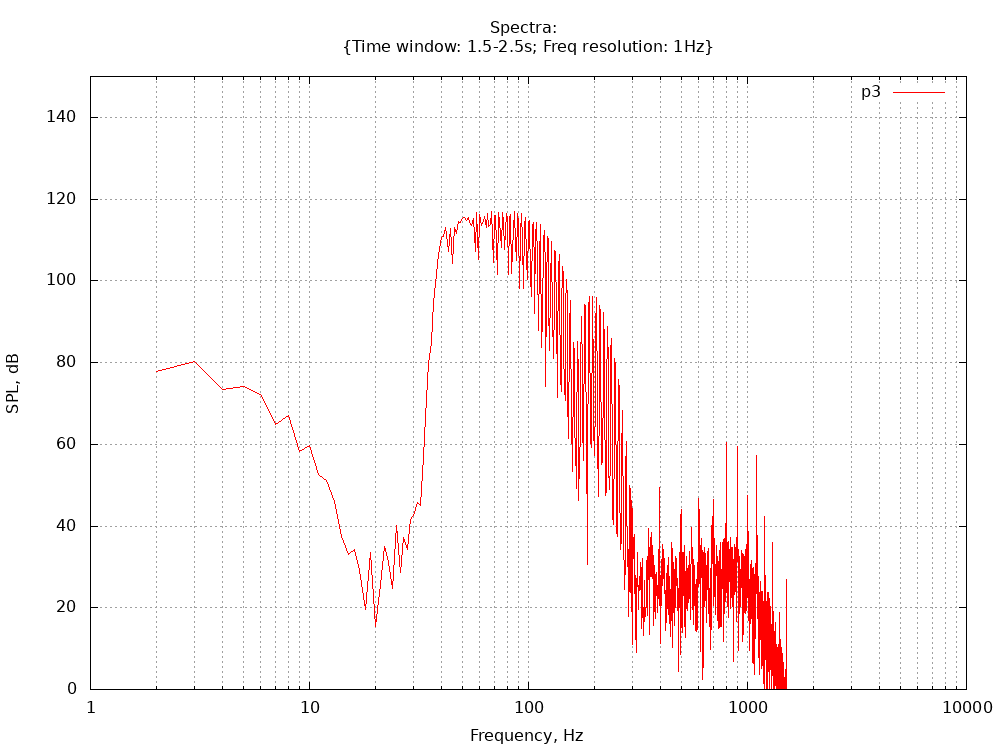 Spectra:
{Time window: 1.5-2.5s; Freq resolution: 1Hz}
p3
140
120
100
80
60
40
20
0
SPL, dB
1
10
100
1000
10000
Frequency, Hz